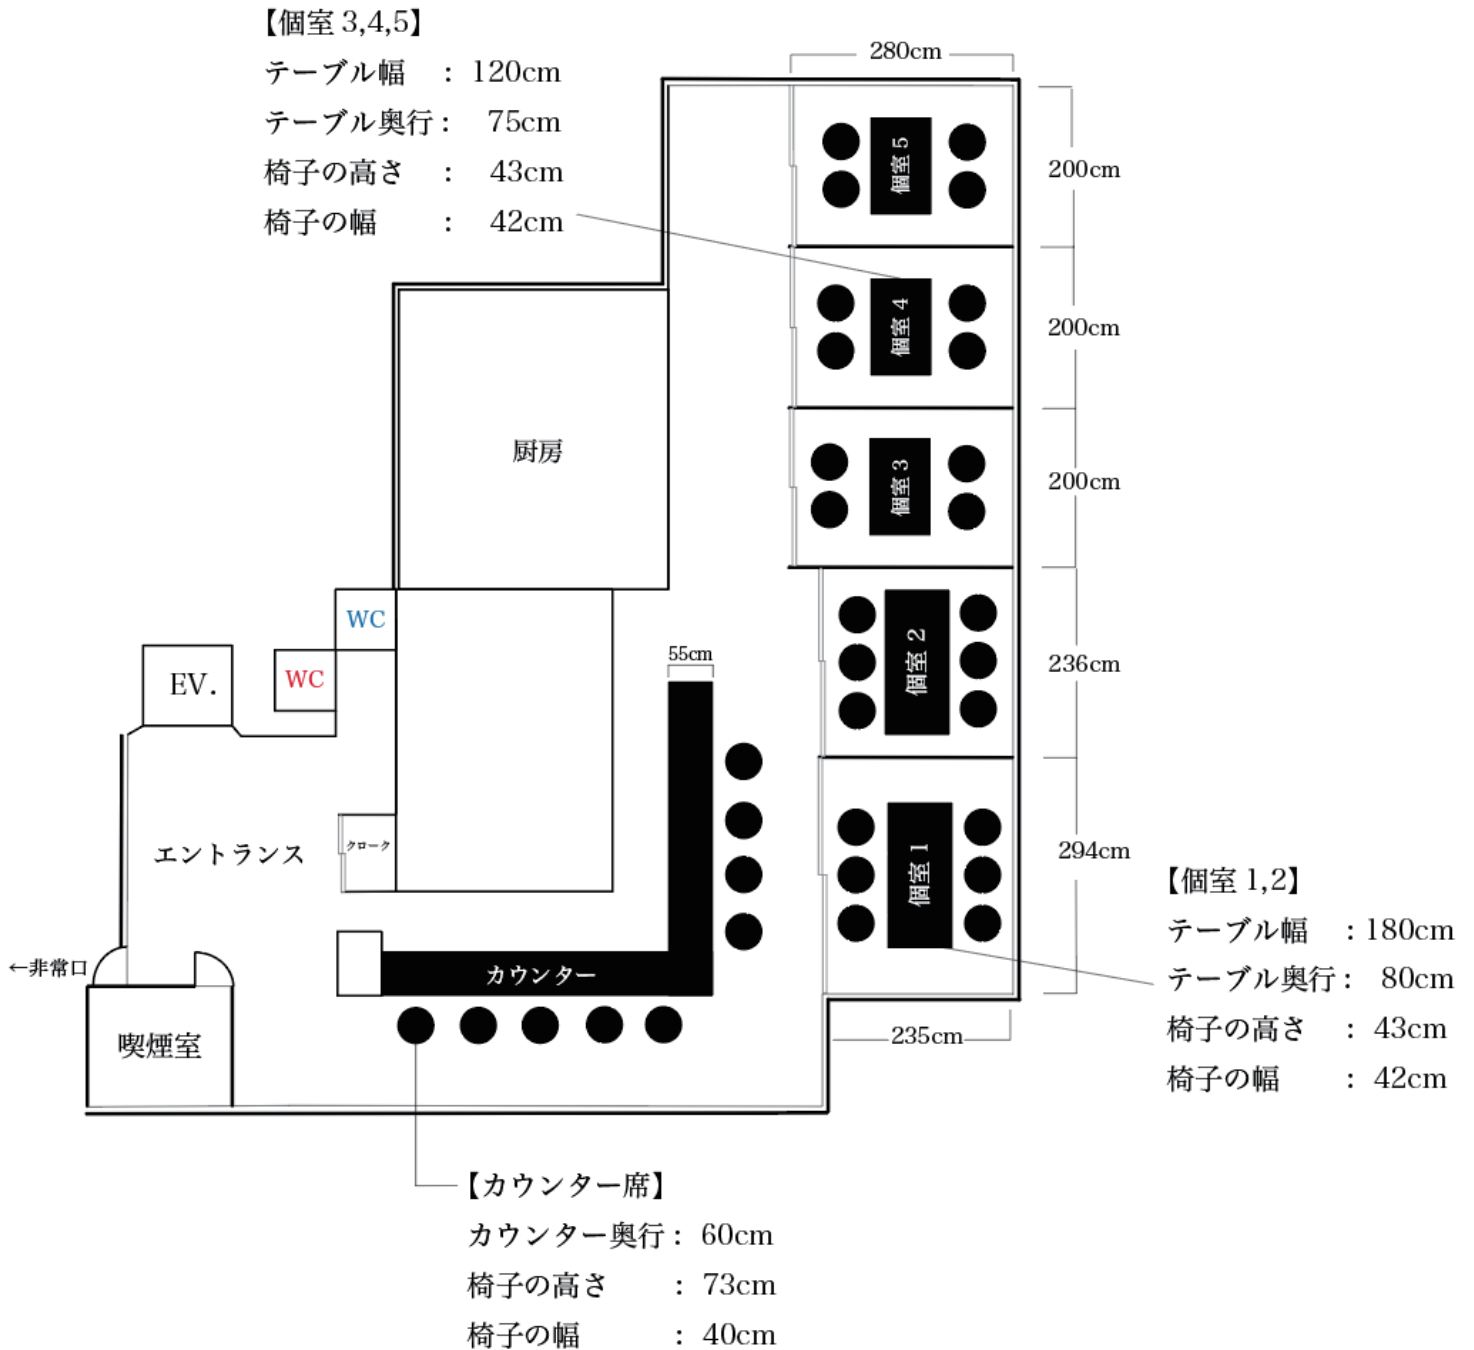 【個室 3,4,5】
テーブル幅 : 120cm
テーブル奥行 : 75cm
椅子の高さ : 43cm
椅子の幅 : 42cm
280cm
個室 5
200cm
個室 4
200cm
厨房
個室 3
200cm
WC
個室 2
236cm
WC
EV.
55cm
エントランス
クローク
個室 1
294cm
【個室 1,2】
テーブル幅 : 180cm
テーブル奥行 : 80cm
椅子の高さ : 43cm
椅子の幅 : 42cm
←非常口
カウンター
喫煙室
235cm
【カウンター席】
カウンター奥行 : 60cm
椅子の高さ : 73cm
椅子の幅 : 40cm